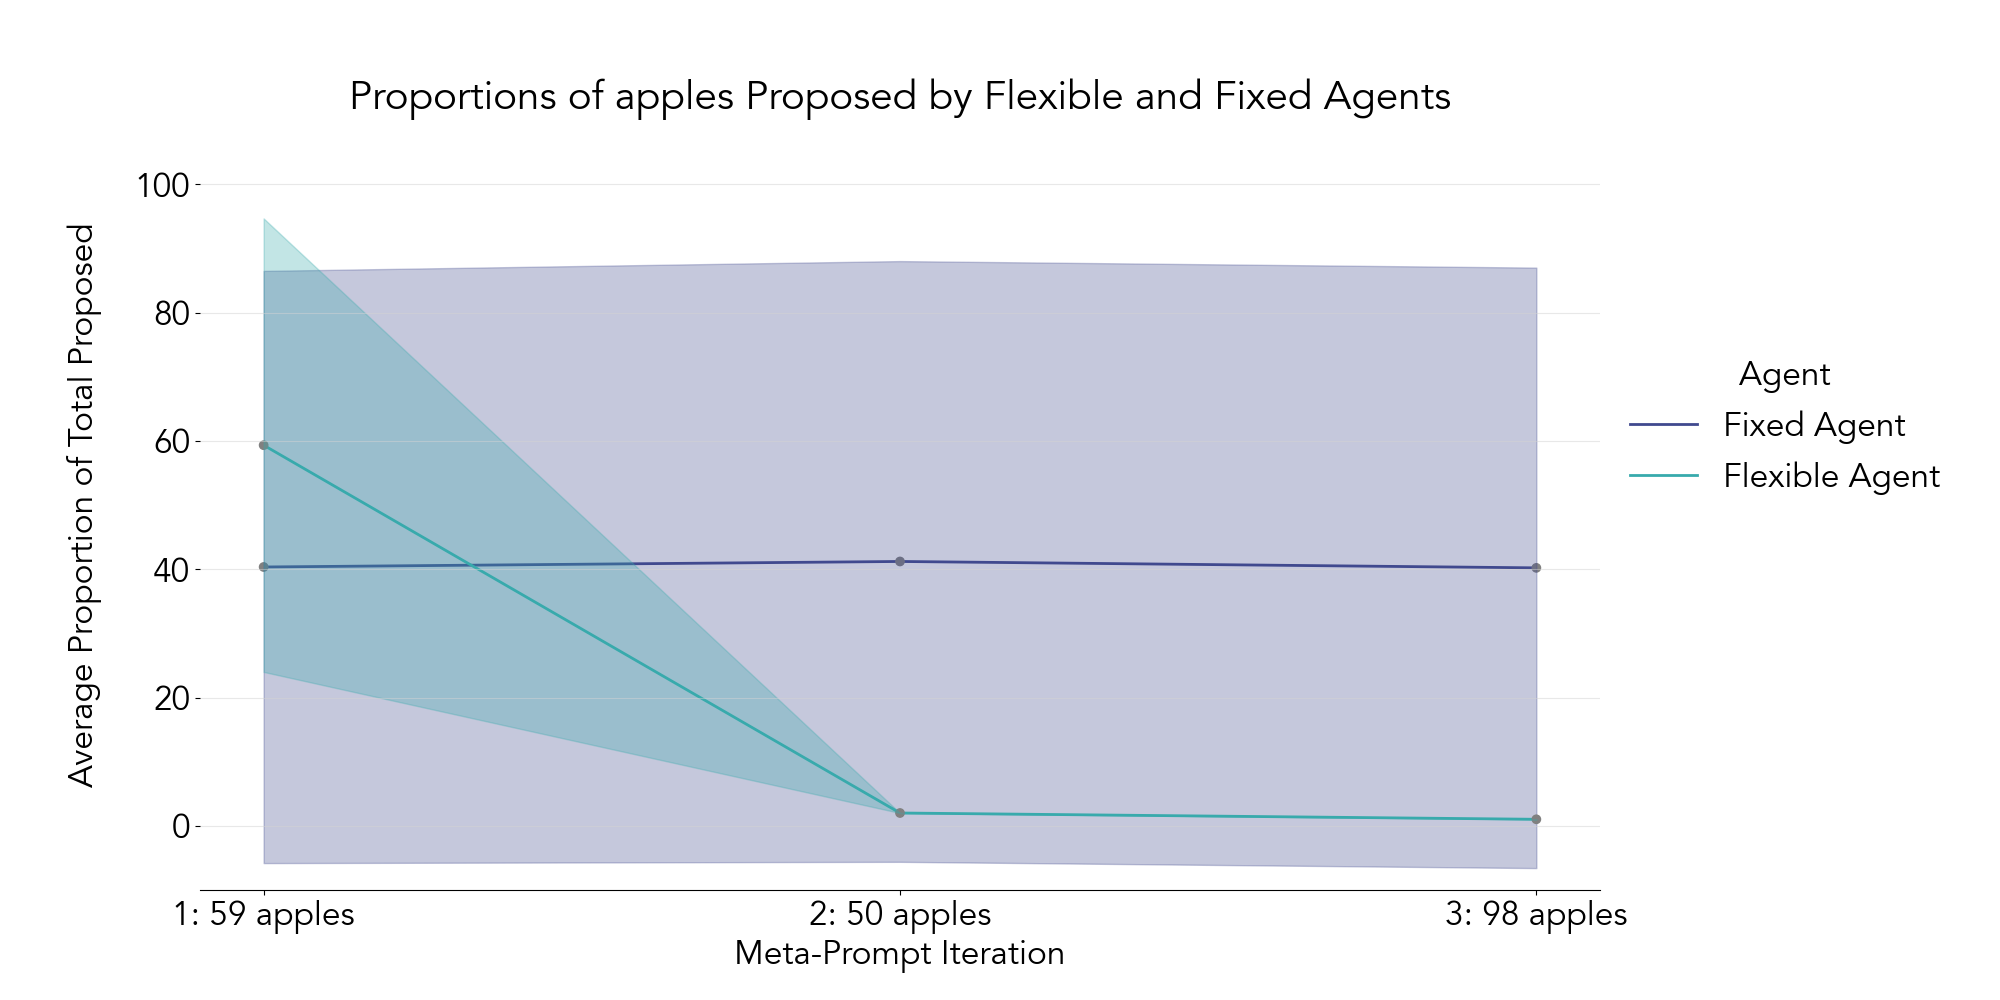 Proportions of apples Proposed by Flexible and Fixed Agents
Average Proportion of Total Proposed
100
80
60
40
20
0
1: 59 apples
2: 50 apples
3: 98 apples
Meta-Prompt Iteration
Agent
Fixed Agent
Flexible Agent